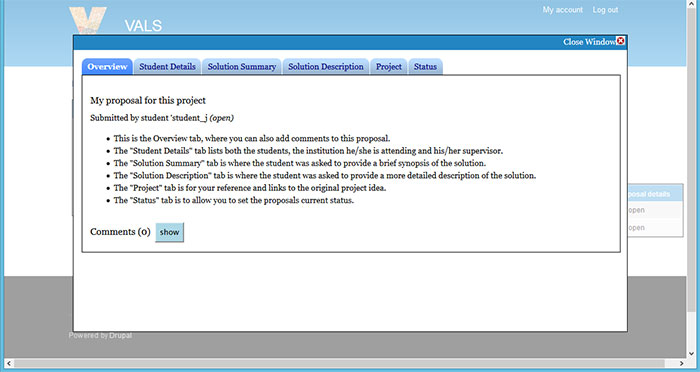 My account Log out
V VALS
Close Window
Overview Student Details Solution Summary Solution Description Project Status
My proposal for this project
Submitted by student 'student_j (open)
This is the Overview tab, where you can also add comments to this proposal.
The "Student Details" tab lists both the students, the institution he/she is attending and his/her supervisor.
The "Solution Summary" tab is where the student was asked to provide a brief synopsis of the solution.
The "Solution Description" tab is where the student was asked to provide a more detailed description of the solution.
The "Project" tab is for your reference and links to the original project idea.
The "Status" tab is to allow you to set the proposals current status.
Comments (0) show
details
open
open
Powered by Drupal